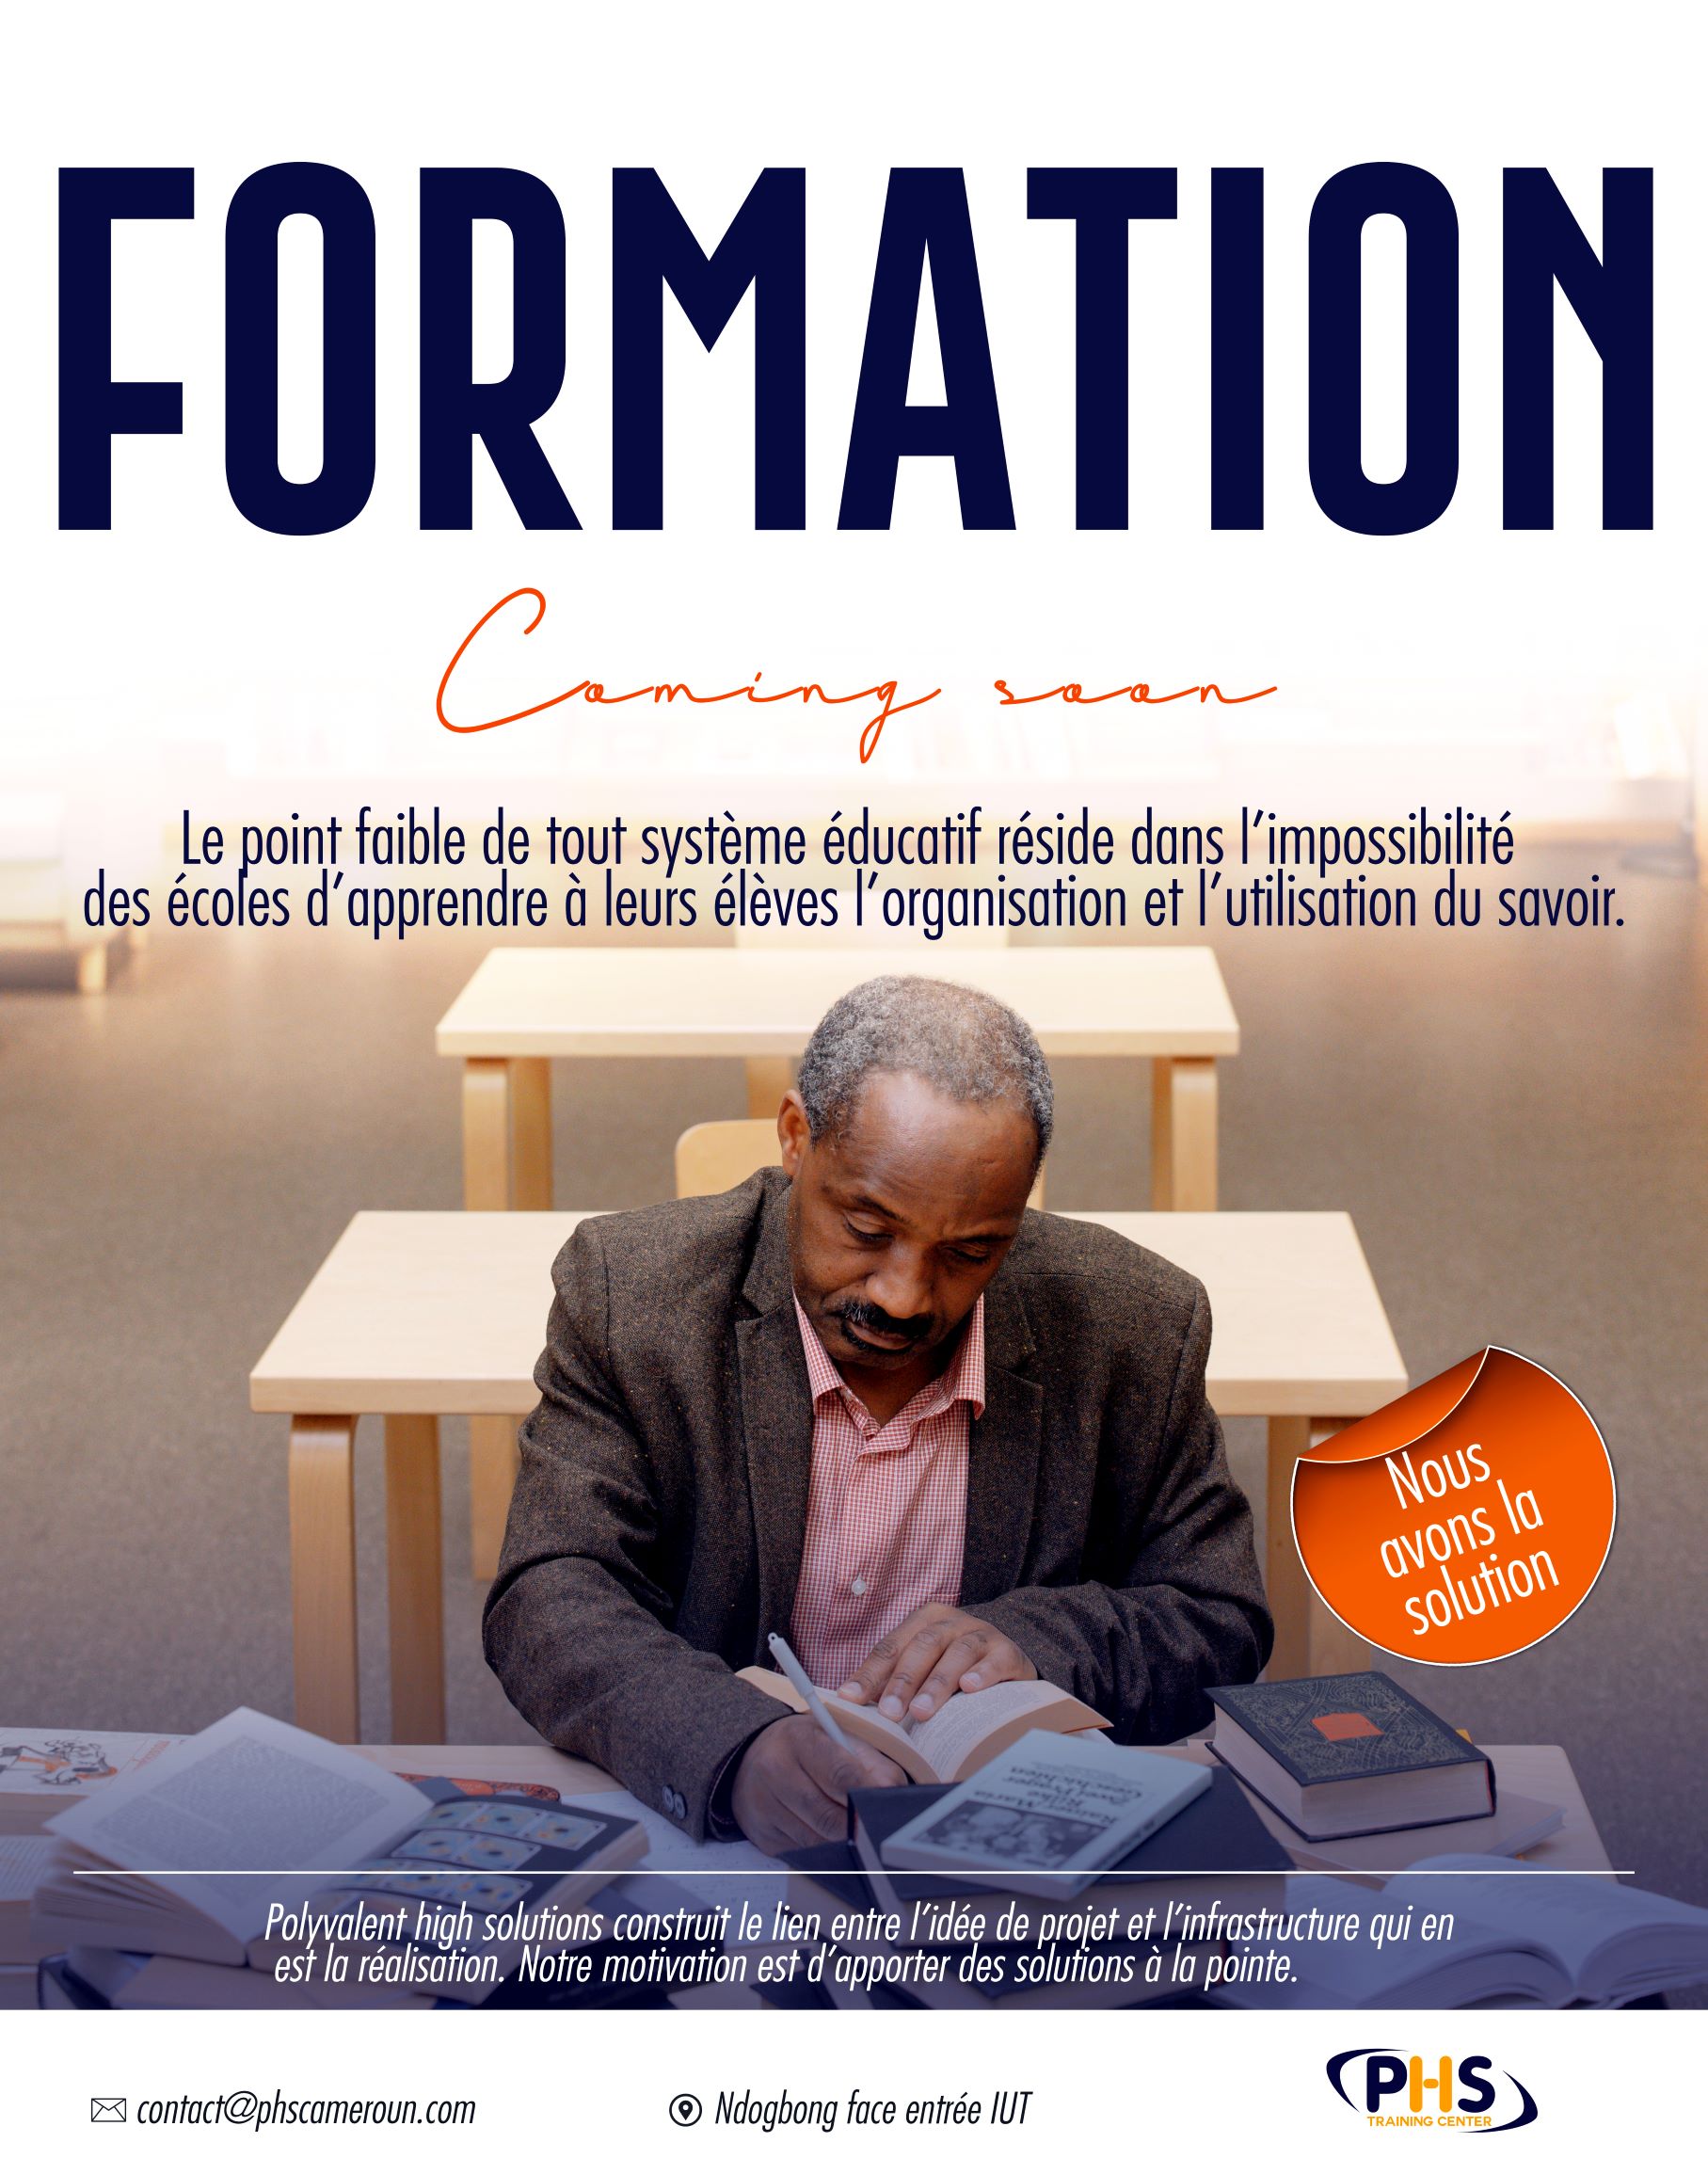 FORMATION
Coming soon
Le point faible de tout système éducatif réside dans l'impossibilité
des écoles d'apprendre à leurs élèves l'organisation et l'utilisation du savoir.
Nous
avons la
solution
Rainer Maria
Rilke
Polyvalent high solutions construit le lien entre l'idée de projet et l'infrastructure qui en
est la réalisation. Notre motivation est d'apporter des solutions à la pointe.
contact@phscameroun.com
Ndogbong face entrée IUT
PHS
TRAINING CENTER